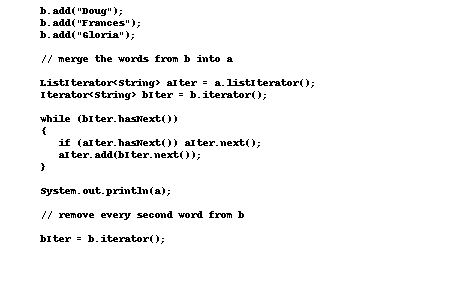 b.add("Doug");
b.add("Frances");
b.add("Gloria");
// merge the words from b into a
ListIterator<String> aIter = a.listIterator();
Iterator<String> bIter = b.iterator();
while (bIter.hasNext())
{
if (aIter.hasNext()) aIter.next();
aIter.add(bIter.next());
}
System.out.println(a);
// remove every second word from b
bIter = b.iterator();